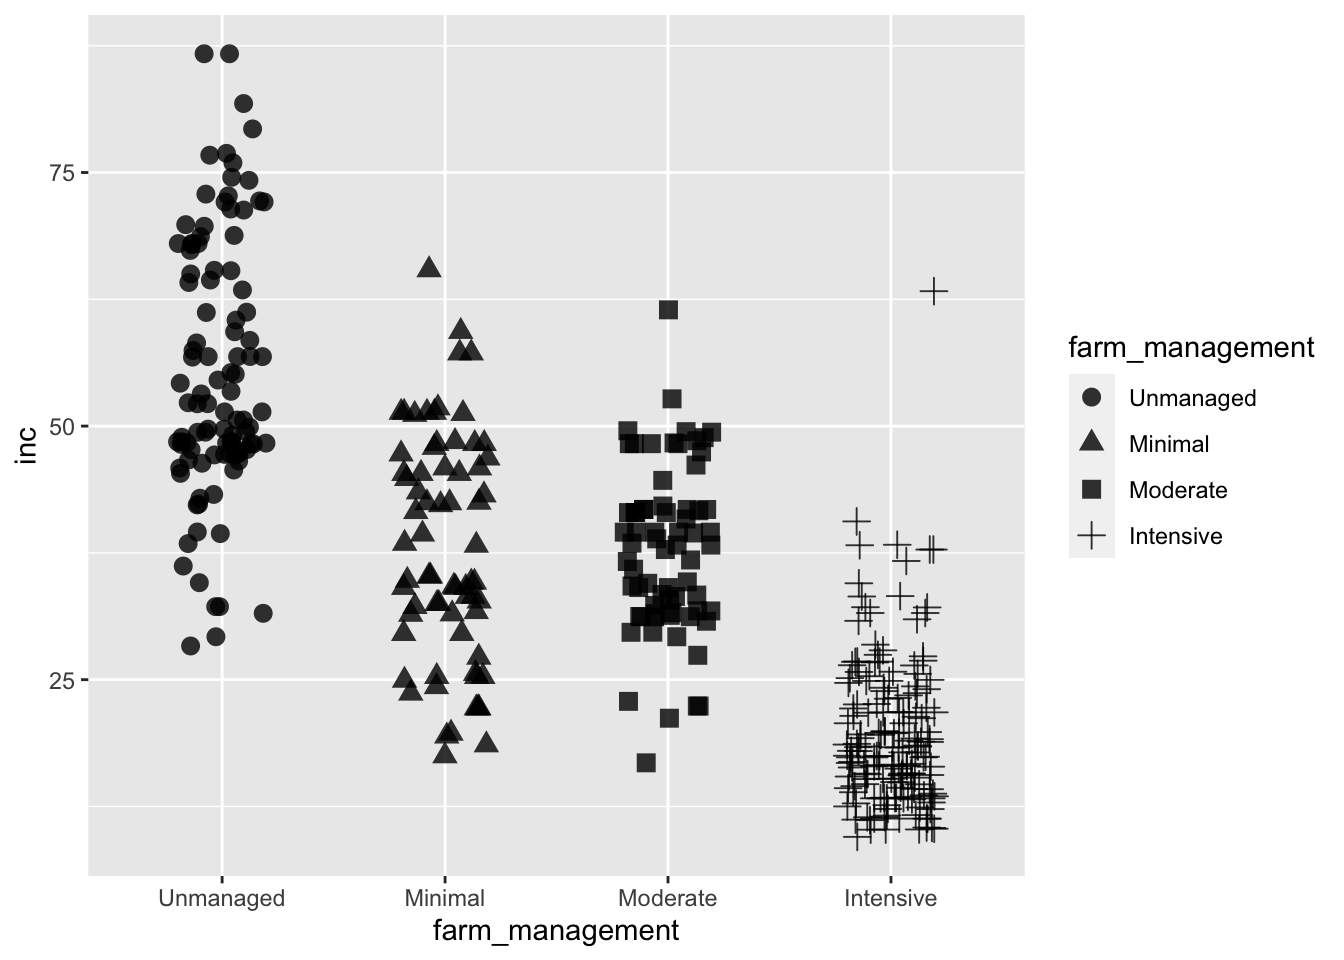 75
50
25
inc
Unmanaged
Minimal
Moderate
Intensive
farm_management
farm_management
Unmanaged
Minimal
Moderate
Intensive